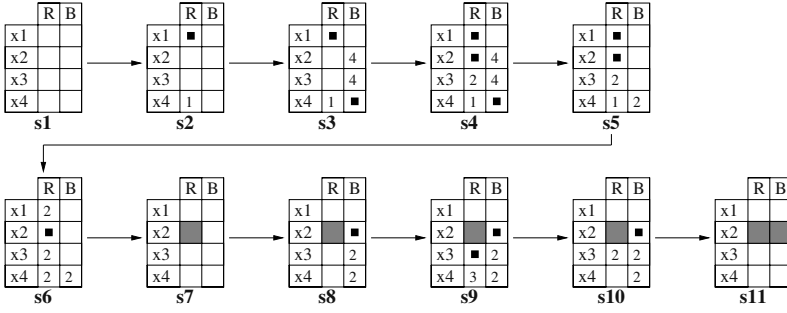 R B
x1
x2
x3
x4
s1
R B
x1
x2
x3
x4 1
s2
R B
x1
x2 4
x3 4
x4 1
s3
R B
x1
x2 4
x3 2 4
x4 1
s4
R B
x1
x2
x3 2
x4 1 2
s5
R B
x1 2
x2
x3 2
x4 2 2
s6
R B
x1
x2
x3
x4
s7
R B
x1
x2
x3 2
x4 2
s8
R B
x1
x2
x3 2
x4 3 2
s9
R B
x1
x2
x3 2 2
x4 2
s10
R B
x1
x2
x3
x4
s11